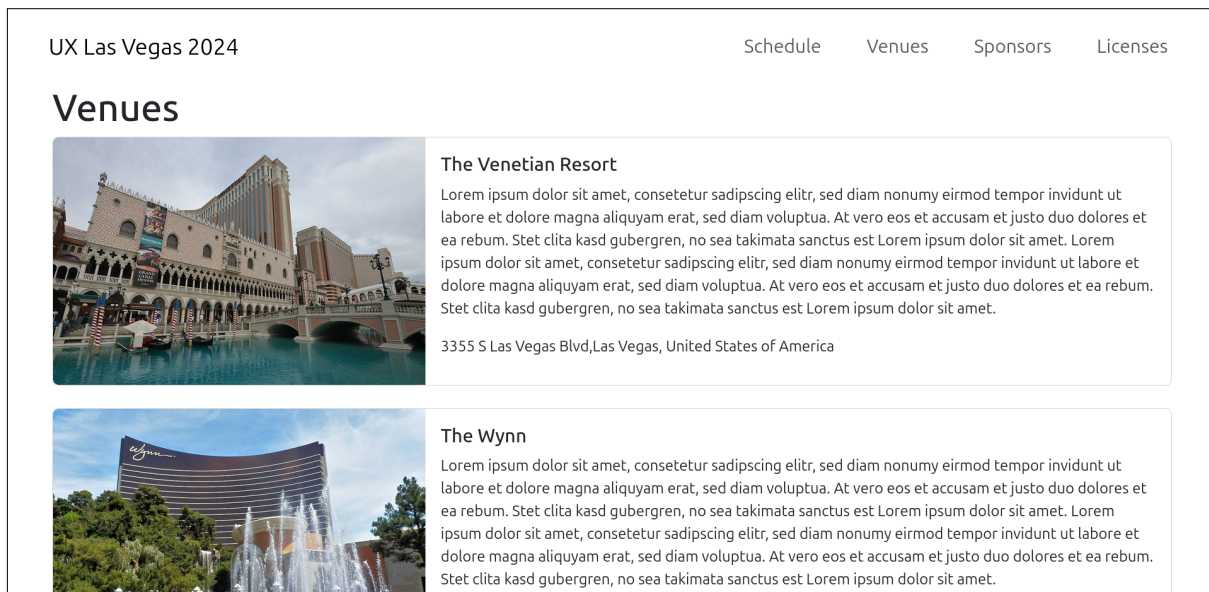 UX Las Vegas 2024
Schedule
Venues
Sponsors
Licenses
Venues
The Venetian Resort
Lorem ipsum dolor sit amet, consetetur sadipscing elitr, sed diam nonumy eirmod tempor invidunt ut
labore et dolore magna aliquyam erat, sed diam voluptua. At vero eos et accusam et justo duo dolores et
ea rebum. Stet clita kasd gubergren, no sea takimata sanctus est Lorem ipsum dolor sit amet. Lorem
ipsum dolor sit amet, consetetur sadipscing elitr, sed diam nonumy eirmod tempor invidunt ut labore et
dolore magna aliquyam erat, sed diam voluptua. At vero eos et accusam et justo duo dolores et ea rebum.
Stet clita kasd gubergren, no sea takimata sanctus est Lorem ipsum dolor sit amet.
3355 S Las Vegas Blvd,Las Vegas, United States of America
Wynn
The Wynn
Lorem ipsum dolor sit amet, consetetur sadipscing elitr, sed diam nonumy eirmod tempor invidunt ut
labore et dolore magna aliquyam erat, sed diam voluptua. At vero eos et accusam et justo duo dolores et
ea rebum. Stet clita kasd gubergren, no sea takimata sanctus est Lorem ipsum dolor sit amet. Lorem
ipsum dolor sit amet, consetetur sadipscing elitr, sed diam nonumy eirmod tempor invidunt ut labore et
dolore magna aliquyam erat, sed diam voluptua. At vero eos et accusam et justo duo dolores et ea rebum.
Stet clita kasd gubergren, no sea takimata sanctus est Lorem ipsum dolor sit amet.